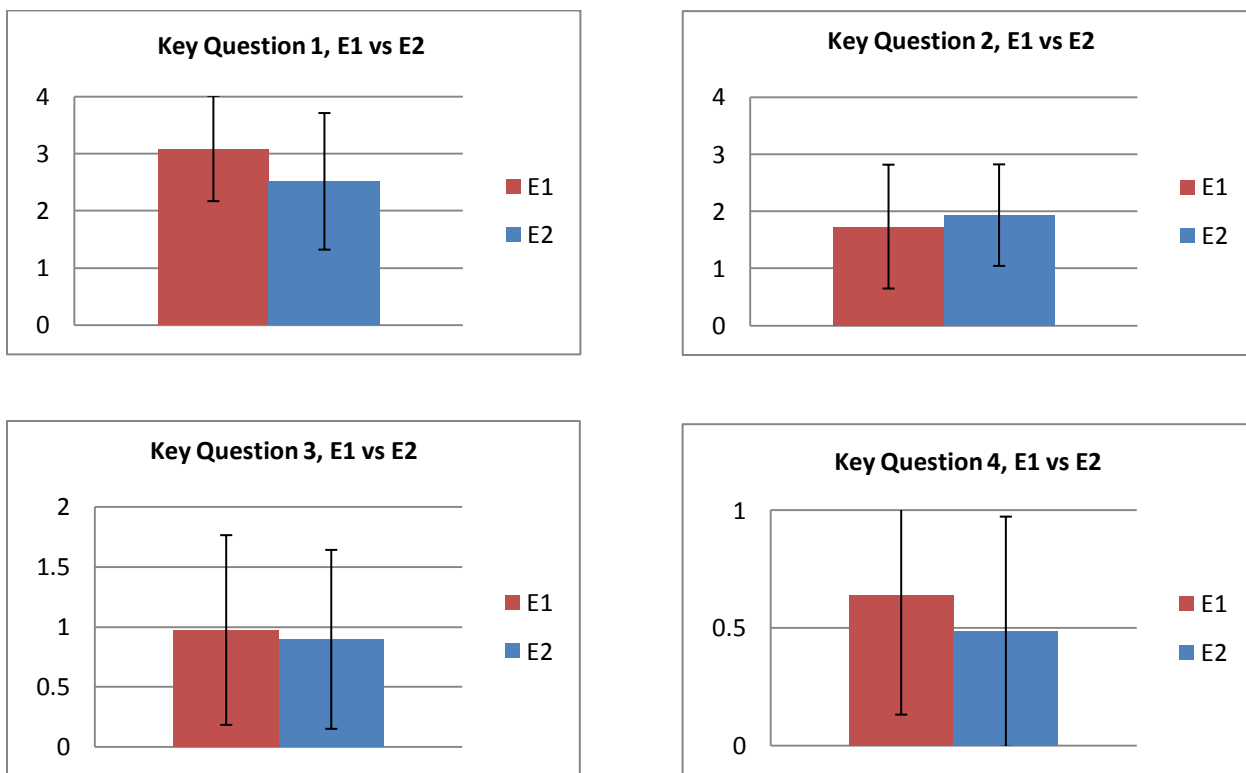 Key Question 1, E1 vs E2
4
3
2
1
0
E1
E2
Key Question 2, E1 vs E2
4
3
2
1
0
E1
E2
Key Question 3, E1 vs E2
2
1.5
1
0.5
0
E1
E2
Key Question 4, E1 vs E2
1
0.5
0
E1
E2